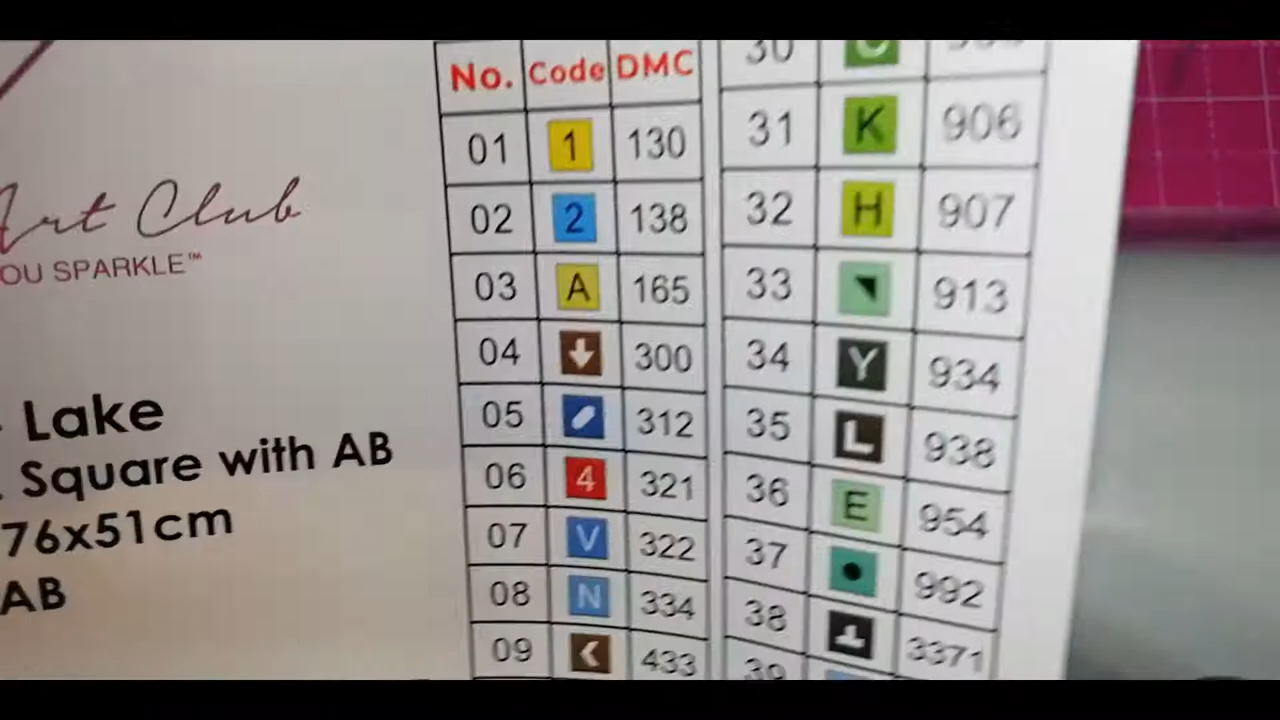 Art Club
OU SPARKLE™
Lake
Square with AB
76x51cm
AB
No. Code DMC
01 1 130
02 2 138
03 A 165
04 300
05 312
06 4 321
07 V 322
08 N 334
09 433
30
31 K 906
32 H 907
33 913
34 Y 934
35 L 938
36 E 954
37 992
38 3371
39